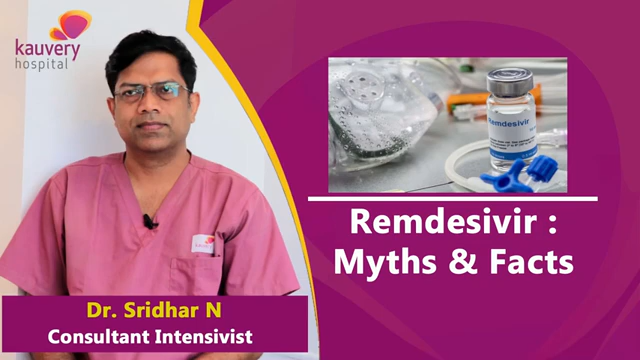 kauvery
hospital
Remdesivir
Remdesivir :
Myths & Facts
Dr. Sridhar N
Consultant Intensivist